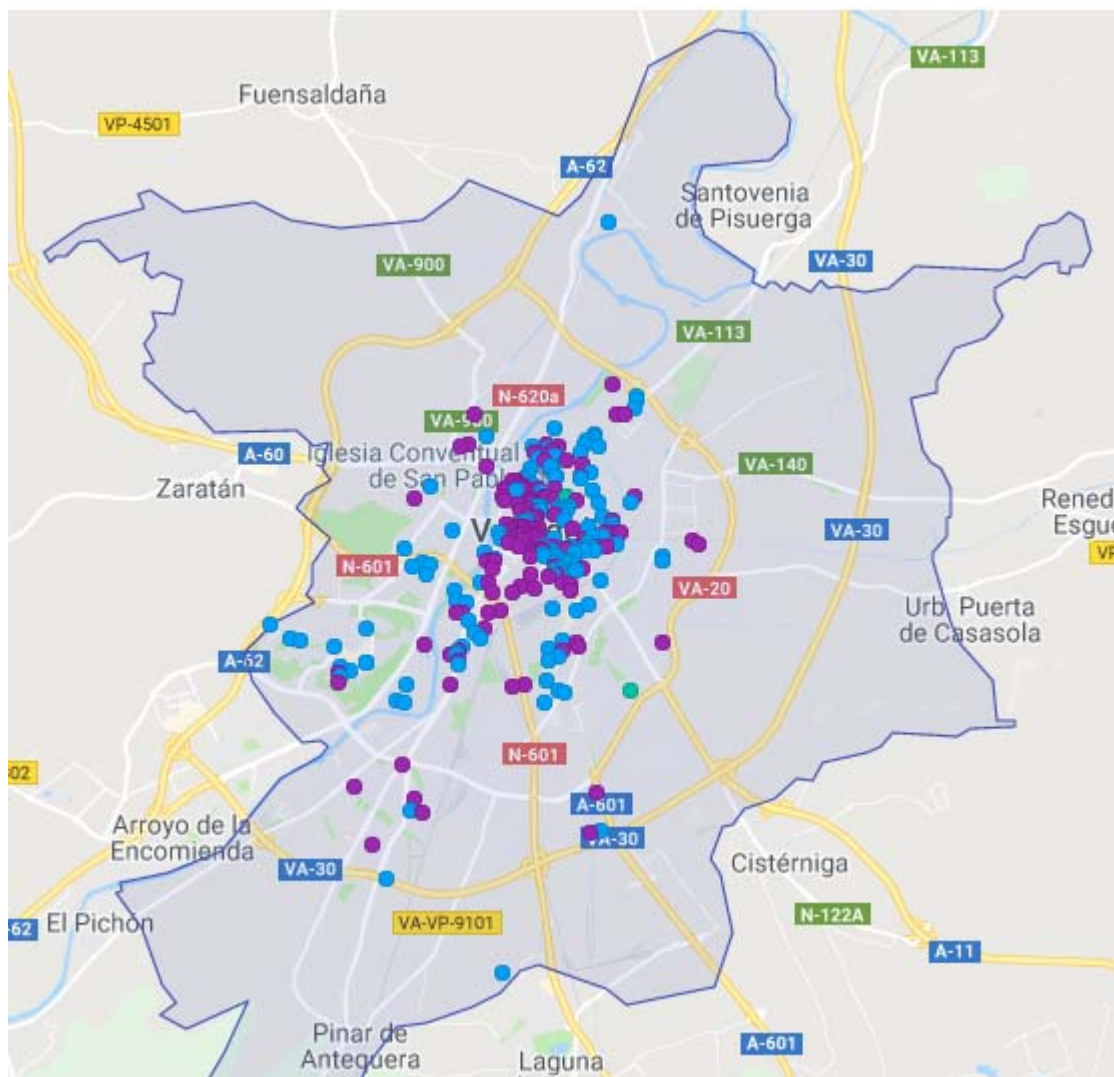 VA-113
Fuensaldaña
VP-4501
A-62
Santovenia
de Pisuerga
VA-30
VA-900
VA-113
N-620a
Iglesia Conventual
de San
A-60
VA-140
Zaratán
VA-30
N-601
VA-20
Urb. Puerta
de Casasola
A-62
N-601
A-601
Arroyo de la
Encomienda
VA-30
VA-30
Cistérniga
El Pichón
VA-VP-9101
N-122A
A-11
Pinar de
Antequera
Laguna
A-601